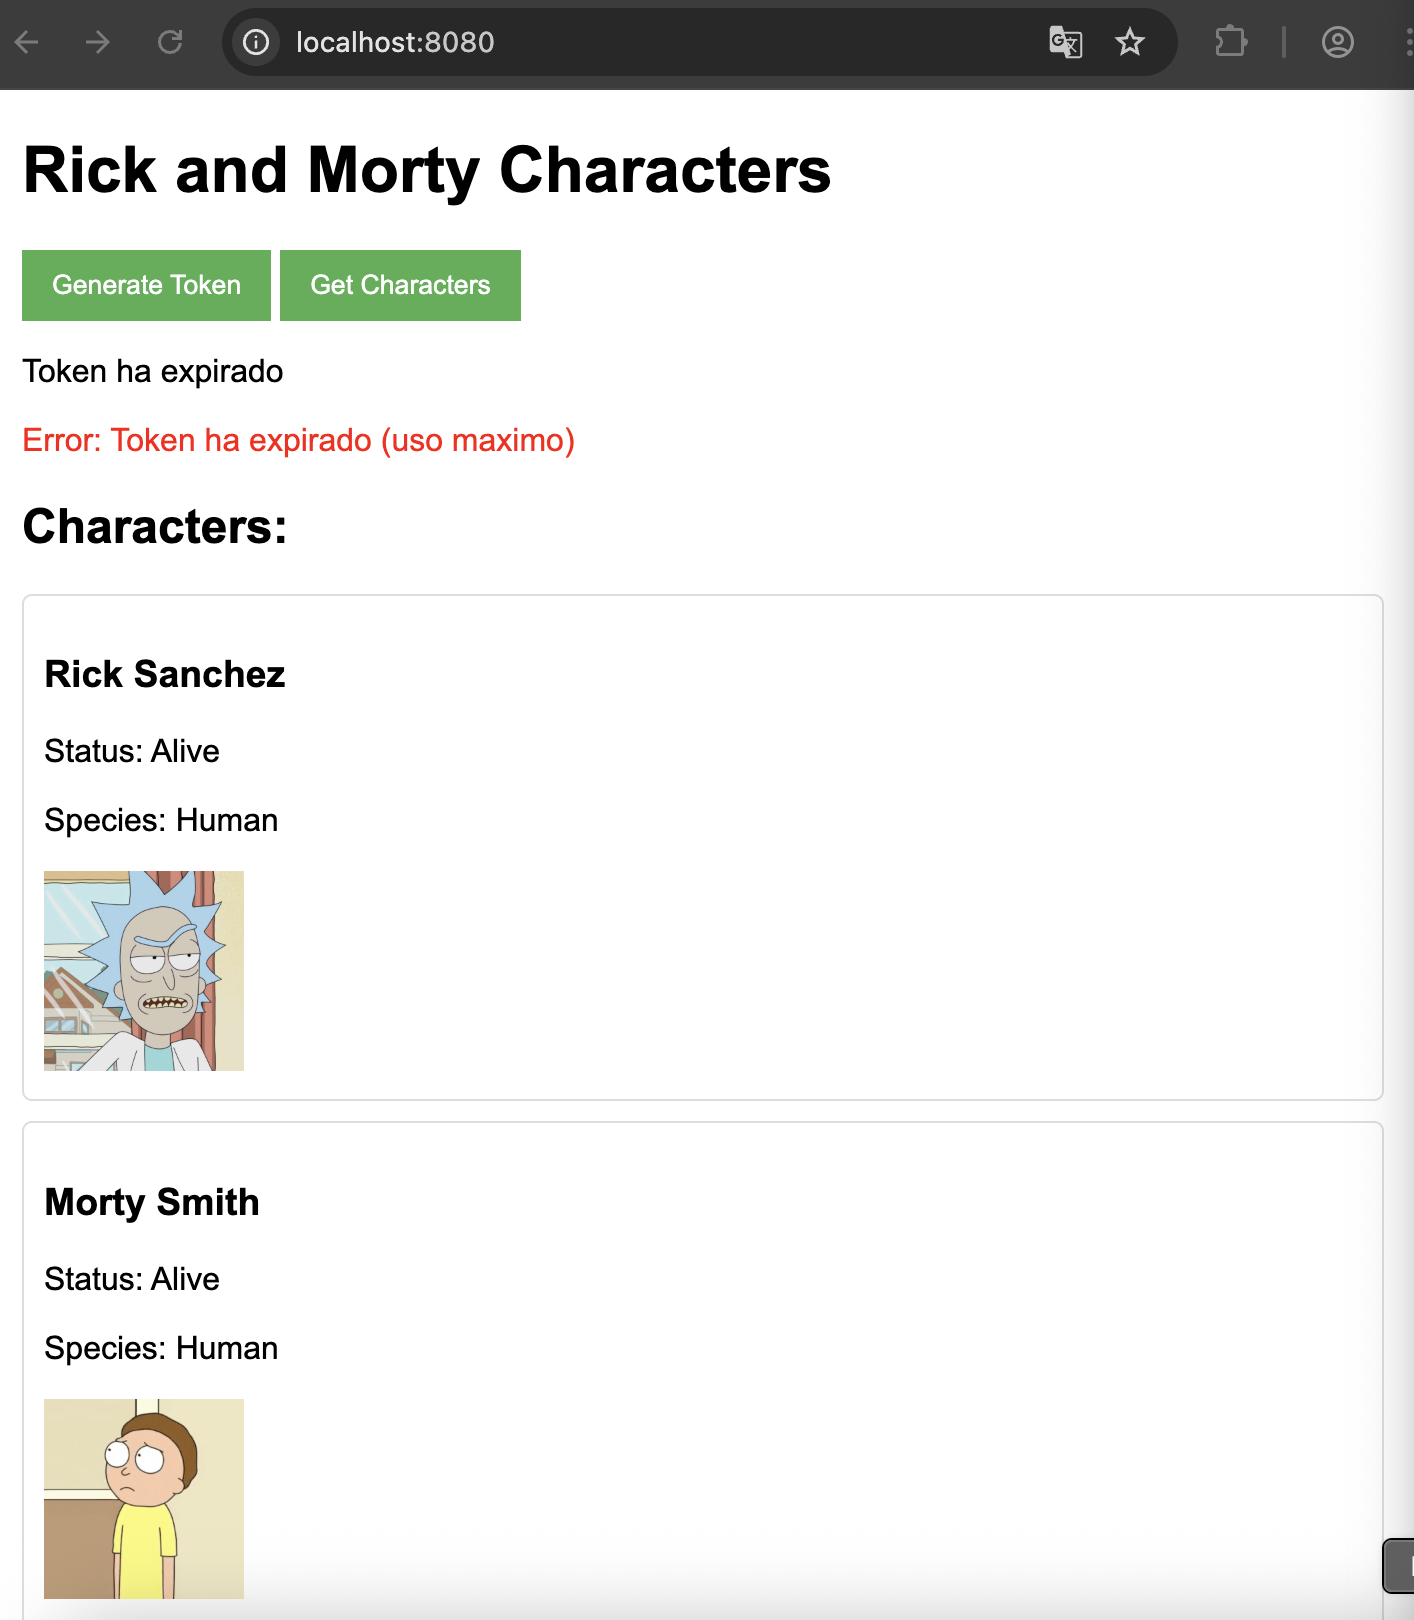 localhost:8080
Rick and Morty Characters
Generate Token Get Characters
Token ha expirado
Error: Token ha expirado (uso maximo)
Characters:
Rick Sanchez
Status: Alive
Species: Human
Morty Smith
Status: Alive
Species: Human